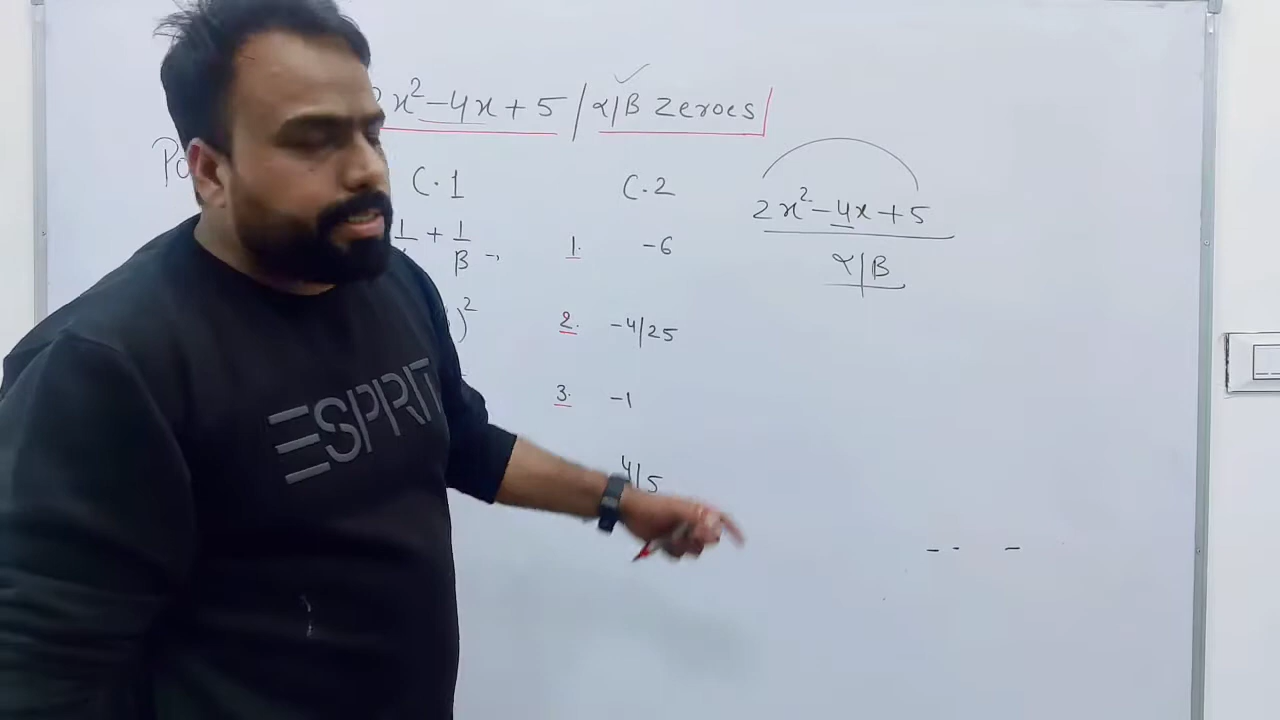 x² - 4x + 5 / α/β zeroes
C.1 C.2
2x² - 4x + 5
α/β
1/ + 1/β 1. -6
)² 2. -4/25
3. -1
4/5
ESPRIT